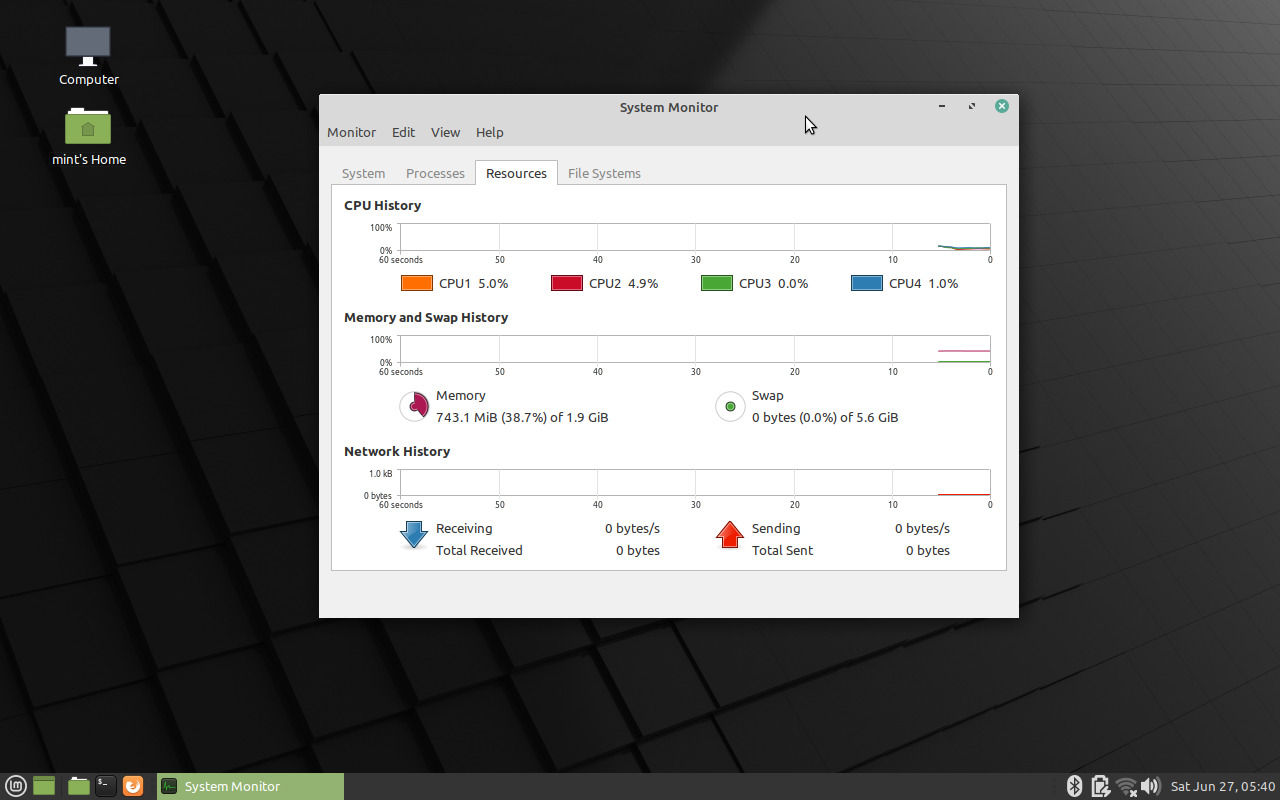 Computer
mint's Home
System Monitor
Monitor Edit View Help
System Processes Resources File Systems
CPU History
100%
0%
60 seconds 50 40 30 20 10 0
CPU1 5.0% CPU2 4.9% CPU3 0.0% CPU4 1.0%
Memory and Swap History
100%
0%
60 seconds 50 40 30 20 10 0
Memory Swap
743.1 MiB (38.7%) of 1.9 GiB 0 bytes (0.0%) of 5.6 GiB
Network History
1.0 kB
0 bytes
60 seconds 50 40 30 20 10 0
Receiving 0 bytes/s Sending 0 bytes/s
Total Received 0 bytes Total Sent 0 bytes
System Monitor Sat Jun 27, 05:40